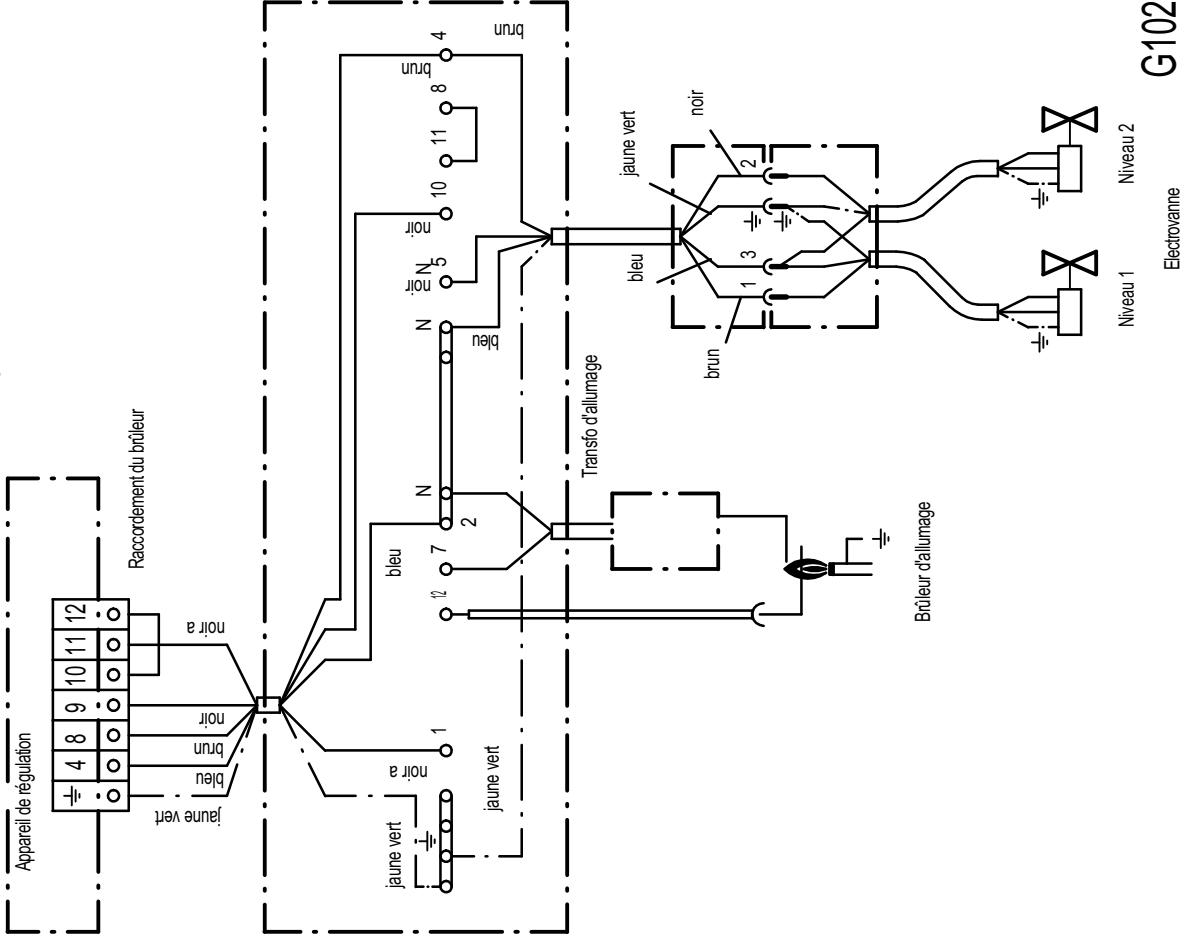 Appareil de régulation
4
8
9
10
11
12
jaune vert
bleu
brun
noir
noir a
Raccordement du brûleur
jaune vert
noir a
1
jaune vert
12
7
2
N
bleu
N
bleu
5
N
noir
10
noir
11
8
4
brun
brun
Transfo d'allumage
Brûleur d'allumage
brun
bleu
jaune vert
noir
1
3
2
Niveau 1
Niveau 2
Electrovanne
G102